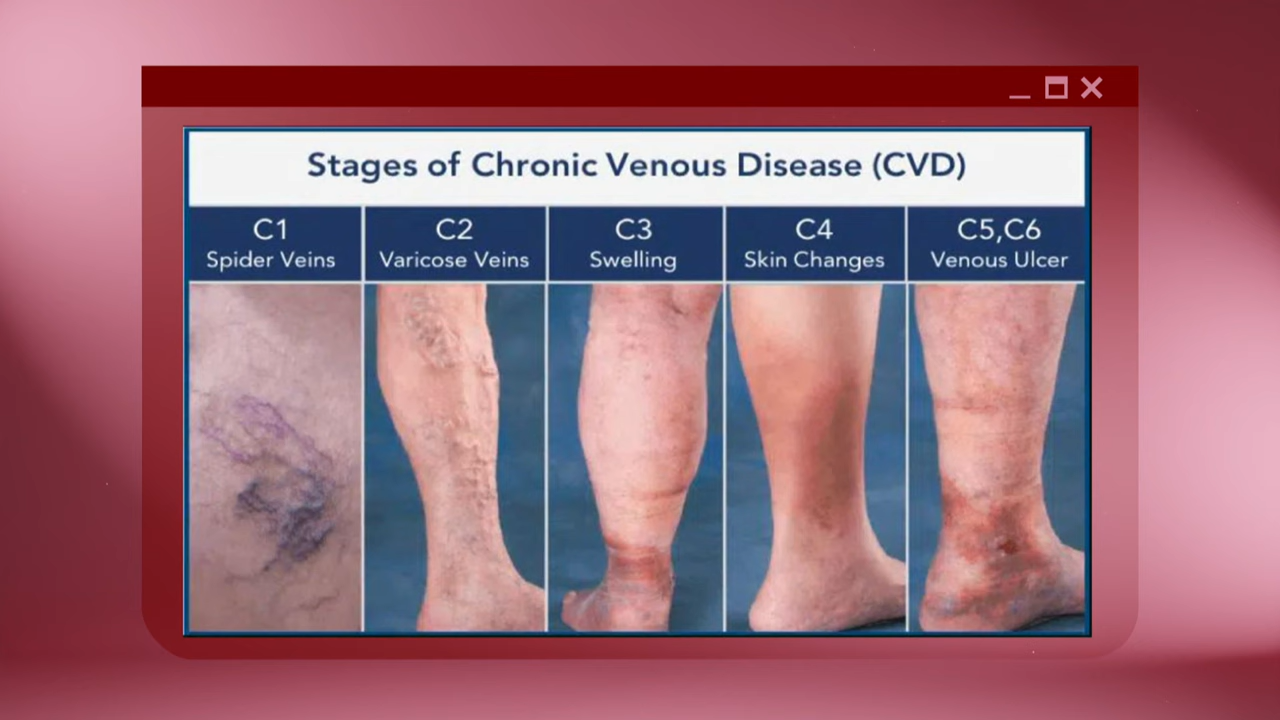 Stages of Chronic Venous Disease (CVD)
C1
Spider Veins
C2
Varicose Veins
C3
Swelling
C4
Skin Changes
C5,C6
Venous Ulcer